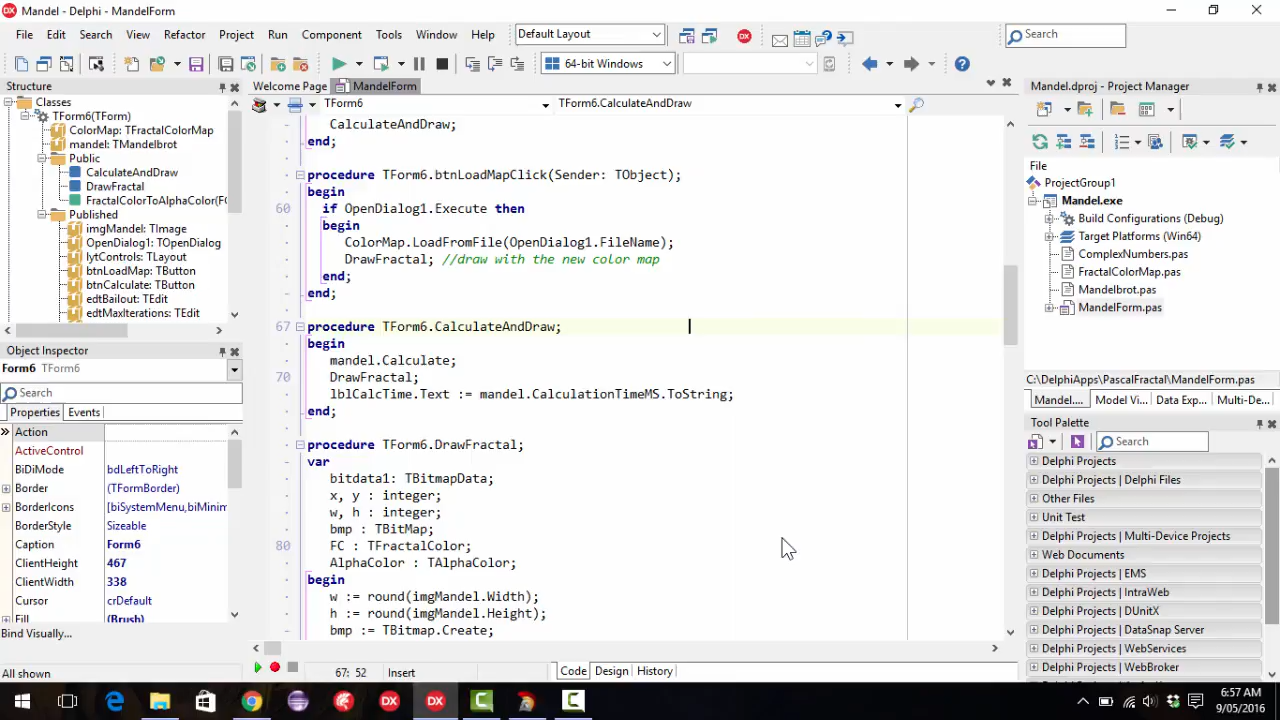 Mandel - Delphi - MandelForm
File Edit Search View Refactor Project Run Component Tools Window Help
Default Layout
Search
64-bit Windows
Structure
Classes
TForm6(TForm)
ColorMap: TFractalColorMap
mandel: TMandelbrot
Public
CalculateAndDraw
DrawFractal
FractalColorToAlphaColor(FC
Published
imgMandel: TImage
OpenDialog1: TOpenDialog
lytControls: TLayout
btnLoadMap: TButton
btnCalculate: TButton
edtBailout: TEdit
edtMaxIterations: TEdit
Object Inspector
Form6 TForm6
Search
Properties Events
Action
ActiveControl
BiDiMode bdLeftToRight
Border (TFormBorder)
BorderIcons [biSystemMenu,biMinim
BorderStyle Sizeable
Caption Form6
ClientHeight 467
ClientWidth 338
Cursor crDefault
Fill (Brush)
Bind Visually...
All shown
Welcome Page MandelForm
TForm6 TForm6.CalculateAndDraw
CalculateAndDraw;
end;
procedure TForm6.btnLoadMapClick(Sender: TObject);
begin
60 if OpenDialog1.Execute then
begin
ColorMap.LoadFromFile(OpenDialog1.FileName);
DrawFractal; //draw with the new color map
end;
end;
67 procedure TForm6.CalculateAndDraw;
begin
mandel.Calculate;
70 DrawFractal;
lblCalcTime.Text := mandel.CalculationTimeMS.ToString;
end;
procedure TForm6.DrawFractal;
var
bitdata1: TBitmapData;
x, y : integer;
w, h : integer;
bmp : TBitMap;
80 FC : TFractalColor;
AlphaColor : TAlphaColor;
begin
w := round(imgMandel.Width);
h := round(imgMandel.Height);
bmp := TBitmap.Create;
67: 52 Insert
Code Design History
Mandel.dproj - Project Manager
File
ProjectGroup1
Mandel.exe
Build Configurations (Debug)
Target Platforms (Win64)
ComplexNumbers.pas
FractalColorMap.pas
Mandelbrot.pas
MandelForm.pas
C:\DelphiApps\PascalFractal\MandelForm.pas
Mandel.... Model Vi... Data Exp... Multi-De...
Tool Palette
Search
Delphi Projects
Delphi Projects | Delphi Files
Other Files
Unit Test
Delphi Projects | Multi-Device Projects
Web Documents
Delphi Projects | EMS
Delphi Projects | IntraWeb
Delphi Projects | DUnitX
Delphi Projects | DataSnap Server
Delphi Projects | WebServices
Delphi Projects | WebBroker
6:57 AM
9/05/2016